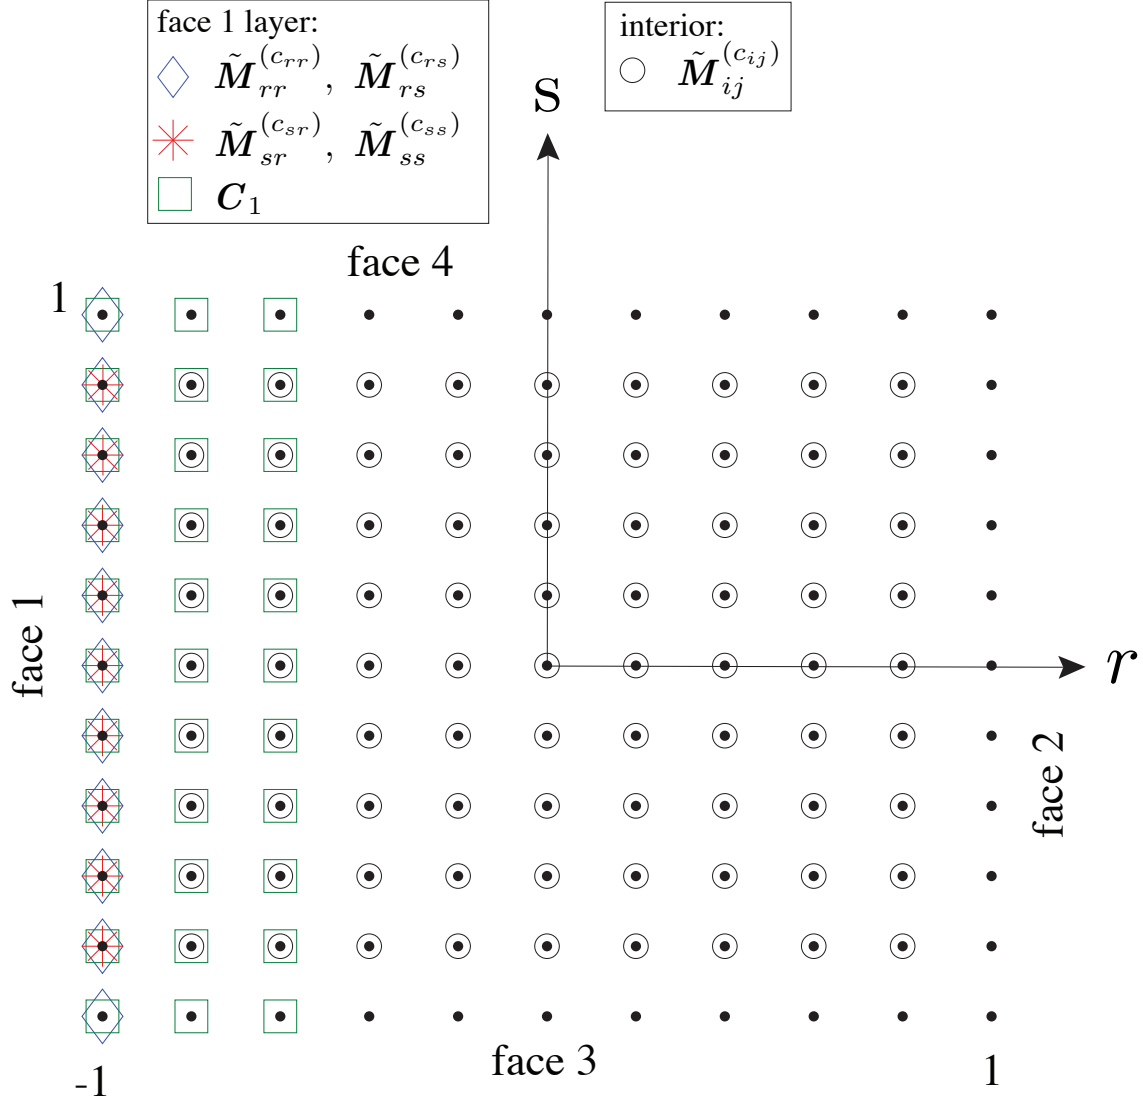 face 1 layer:
M̃_rr^(c_rr), M̃_rs^(c_rs)
M̃_sr^(c_sr), M̃_ss^(c_ss)
C_1
interior:
M̃_ij^(c_ij)
s
face 4
1
face 1
r
face 2
face 3
-1
1